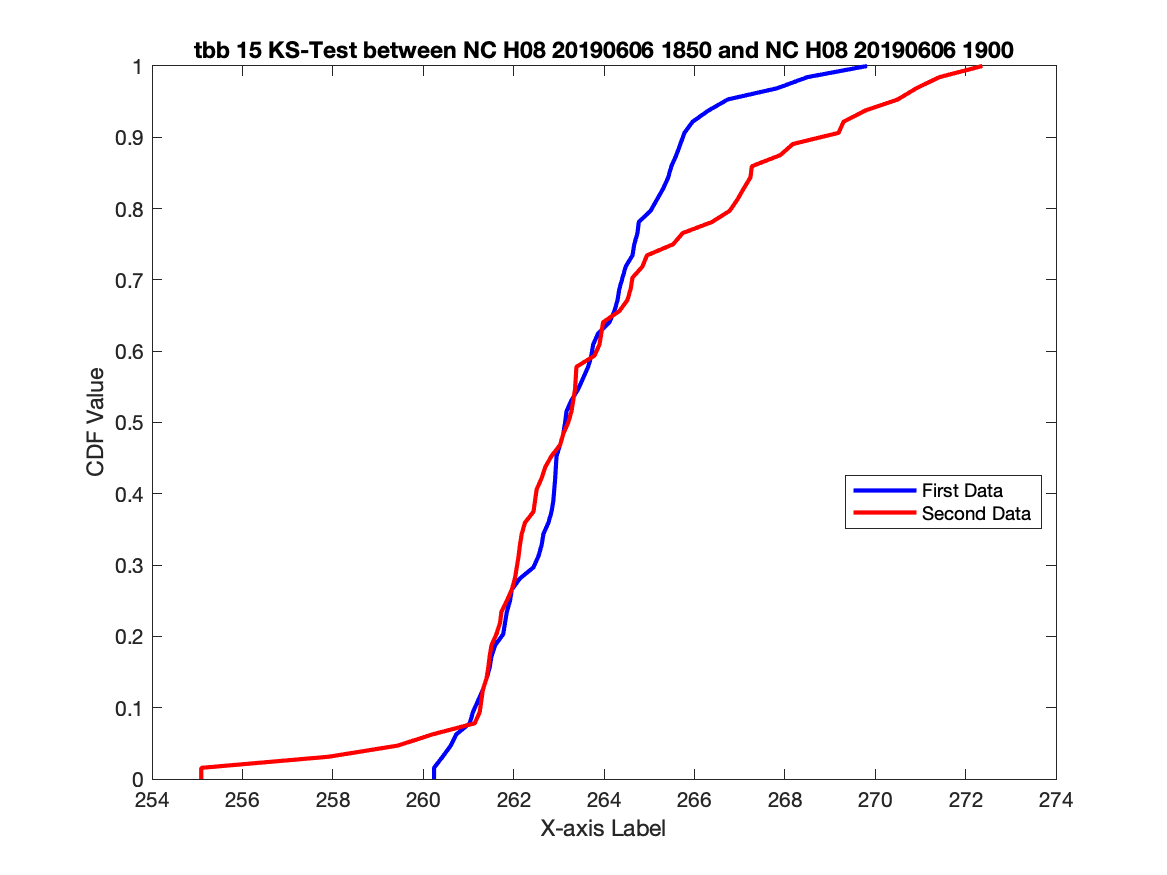 tbb 15 KS-Test between NC H08 20190606 1850 and NC H08 20190606 1900
1
0.9
0.8
0.7
0.6
0.5
0.4
0.3
0.2
0.1
0
CDF Value
First Data
Second Data
254 256 258 260 262 264 266 268 270 272 274
X-axis Label